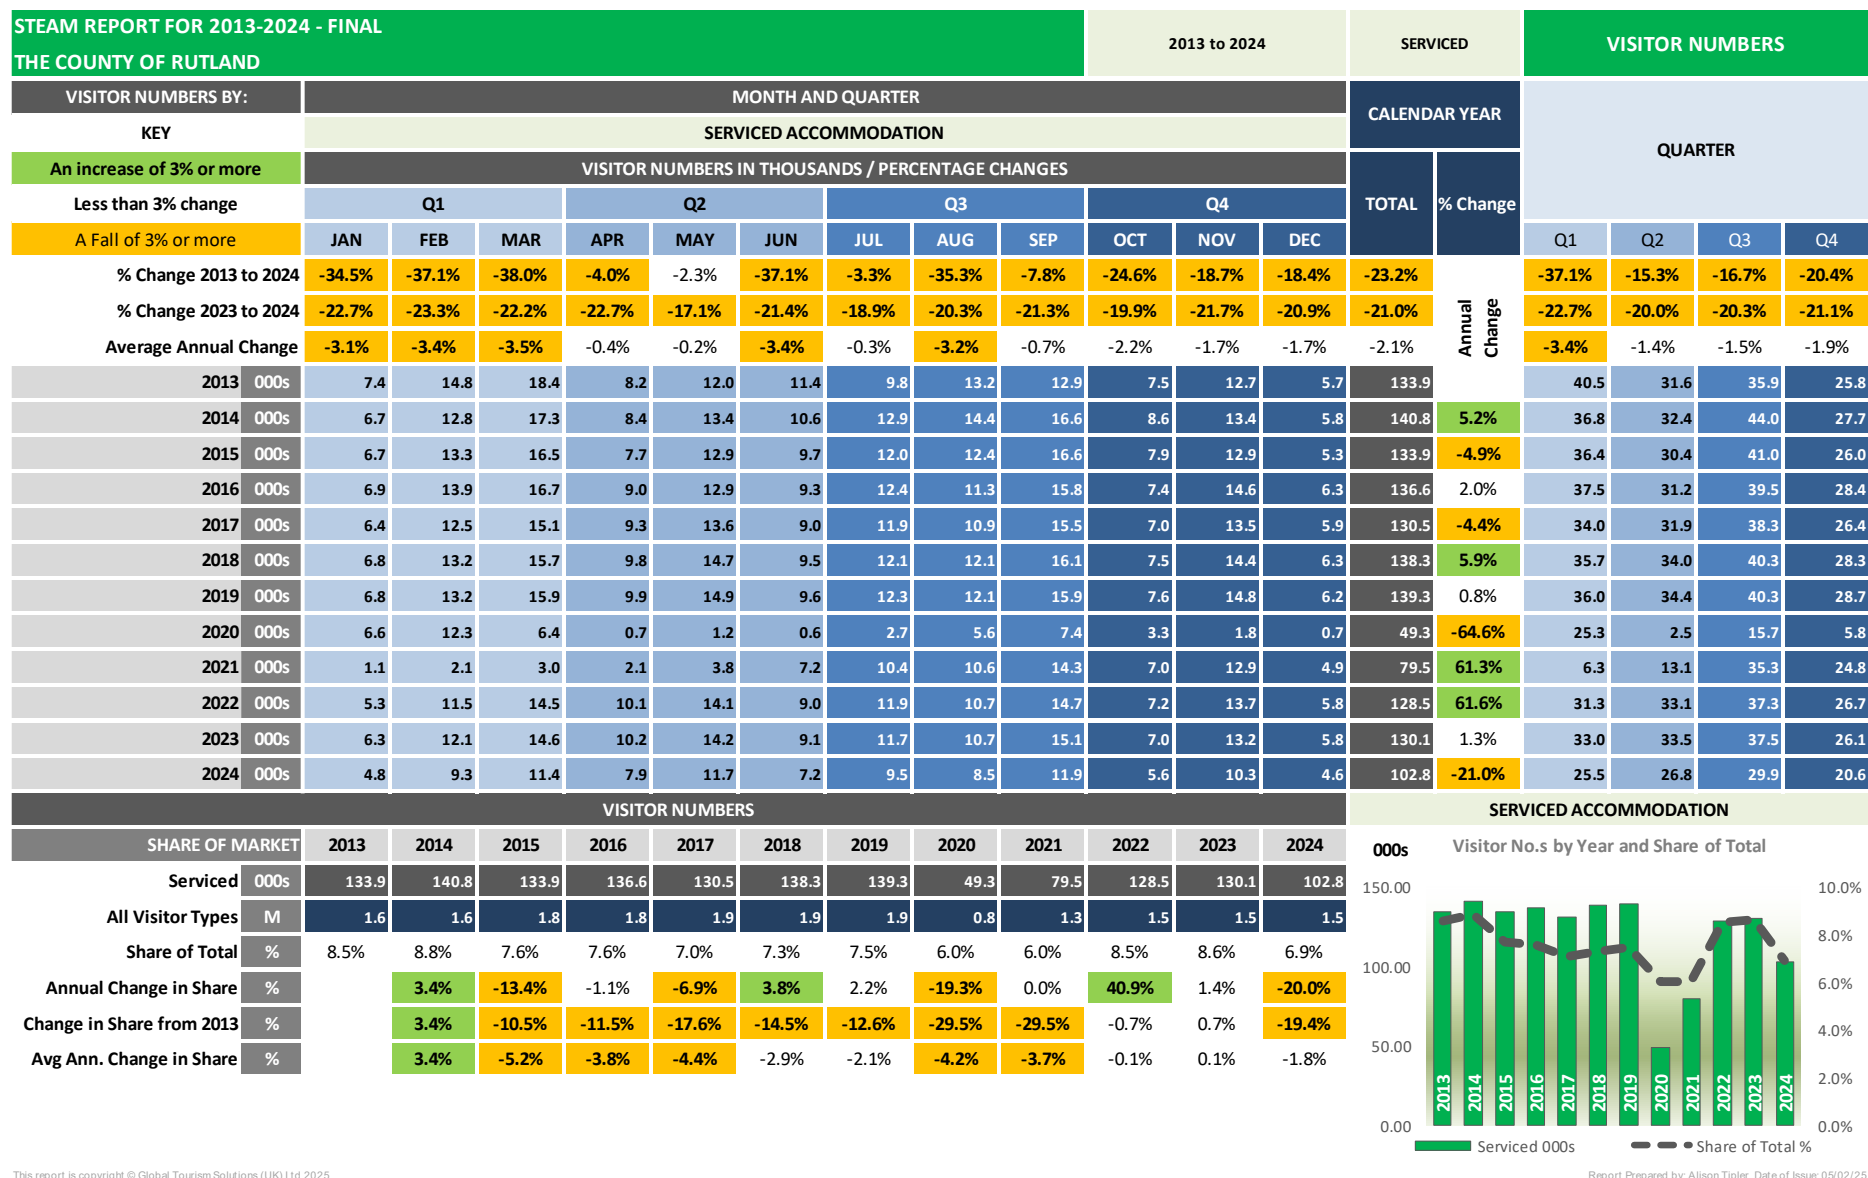 STEAM REPORT FOR 2013-2024 - FINAL
THE COUNTY OF RUTLAND
2013 to 2024
SERVICED
VISITOR NUMBERS
VISITOR NUMBERS BY:
MONTH AND QUARTER
CALENDAR YEAR
QUARTER
KEY
SERVICED ACCOMMODATION
An increase of 3% or more
VISITOR NUMBERS IN THOUSANDS / PERCENTAGE CHANGES
Less than 3% change
Q1 Q2 Q3 Q4 TOTAL % Change
A Fall of 3% or more JAN FEB MAR APR MAY JUN JUL AUG SEP OCT NOV DEC Q1 Q2 Q3 Q4
% Change 2013 to 2024 -34.5% -37.1% -38.0% -4.0% -2.3% -37.1% -3.3% -35.3% -7.8% -24.6% -18.7% -18.4% -23.2% -37.1% -15.3% -16.7% -20.4%
% Change 2023 to 2024 -22.7% -23.3% -22.2% -22.7% -17.1% -21.4% -18.9% -20.3% -21.3% -19.9% -21.7% -20.9% -21.0% -22.7% -20.0% -20.3% -21.1%
Average Annual Change -3.1% -3.4% -3.5% -0.4% -0.2% -3.4% -0.3% -3.2% -0.7% -2.2% -1.7% -1.7% -2.1% -3.4% -1.4% -1.5% -1.9%
Annual
Change
2013 000s 7.4 14.8 18.4 8.2 12.0 11.4 9.8 13.2 12.9 7.5 12.7 5.7 133.9 40.5 31.6 35.9 25.8
2014 000s 6.7 12.8 17.3 8.4 13.4 10.6 12.9 14.4 16.6 8.6 13.4 5.8 140.8 5.2% 36.8 32.4 44.0 27.7
2015 000s 6.7 13.3 16.5 7.7 12.9 9.7 12.0 12.4 16.6 7.9 12.9 5.3 133.9 -4.9% 36.4 30.4 41.0 26.0
2016 000s 6.9 13.9 16.7 9.0 12.9 9.3 12.4 11.3 15.8 7.4 14.6 6.3 136.6 2.0% 37.5 31.2 39.5 28.4
2017 000s 6.4 12.5 15.1 9.3 13.6 9.0 11.9 10.9 15.5 7.0 13.5 5.9 130.5 -4.4% 34.0 31.9 38.3 26.4
2018 000s 6.8 13.2 15.7 9.8 14.7 9.5 12.1 12.1 16.1 7.5 14.4 6.3 138.3 5.9% 35.7 34.0 40.3 28.3
2019 000s 6.8 13.2 15.9 9.9 14.9 9.6 12.3 12.1 15.9 7.6 14.8 6.2 139.3 0.8% 36.0 34.4 40.3 28.7
2020 000s 6.6 12.3 6.4 0.7 1.2 0.6 2.7 5.6 7.4 3.3 1.8 0.7 49.3 -64.6% 25.3 2.5 15.7 5.8
2021 000s 1.1 2.1 3.0 2.1 3.8 7.2 10.4 10.6 14.3 7.0 12.9 4.9 79.5 61.3% 6.3 13.1 35.3 24.8
2022 000s 5.3 11.5 14.5 10.1 14.1 9.0 11.9 10.7 14.7 7.2 13.7 5.8 128.5 61.6% 31.3 33.1 37.3 26.7
2023 000s 6.3 12.1 14.6 10.2 14.2 9.1 11.7 10.7 15.1 7.0 13.2 5.8 130.1 1.3% 33.0 33.5 37.5 26.1
2024 000s 4.8 9.3 11.4 7.9 11.7 7.2 9.5 8.5 11.9 5.6 10.3 4.6 102.8 -21.0% 25.5 26.8 29.9 20.6
VISITOR NUMBERS
SHARE OF MARKET 2013 2014 2015 2016 2017 2018 2019 2020 2021 2022 2023 2024
Serviced 000s 133.9 140.8 133.9 136.6 130.5 138.3 139.3 49.3 79.5 128.5 130.1 102.8
All Visitor Types M 1.6 1.6 1.8 1.8 1.9 1.9 1.9 0.8 1.3 1.5 1.5 1.5
Share of Total % 8.5% 8.8% 7.6% 7.6% 7.0% 7.3% 7.5% 6.0% 6.0% 8.5% 8.6% 6.9%
Annual Change in Share % 3.4% -13.4% -1.1% -6.9% 3.8% 2.2% -19.3% 0.0% 40.9% 1.4% -20.0%
Change in Share from 2013 % 3.4% -10.5% -11.5% -17.6% -14.5% -12.6% -29.5% -29.5% -0.7% 0.7% -19.4%
Avg Ann. Change in Share % 3.4% -5.2% -3.8% -4.4% -2.9% -2.1% -4.2% -3.7% -0.1% 0.1% -1.8%
SERVICED ACCOMMODATION
000s Visitor No.s by Year and Share of Total
150.00 10.0%
8.0%
100.00
6.0%
4.0%
50.00
2.0%
2013 2014 2015 2016 2017 2018 2019 2020 2021 2022 2023 2024
0.00 0.0%
Serviced 000s Share of Total %
This report is copyright © Global Tourism Solutions (UK) Ltd 2025
Report Prepared by: Alison Tipler. Date of Issue: 05/02/25